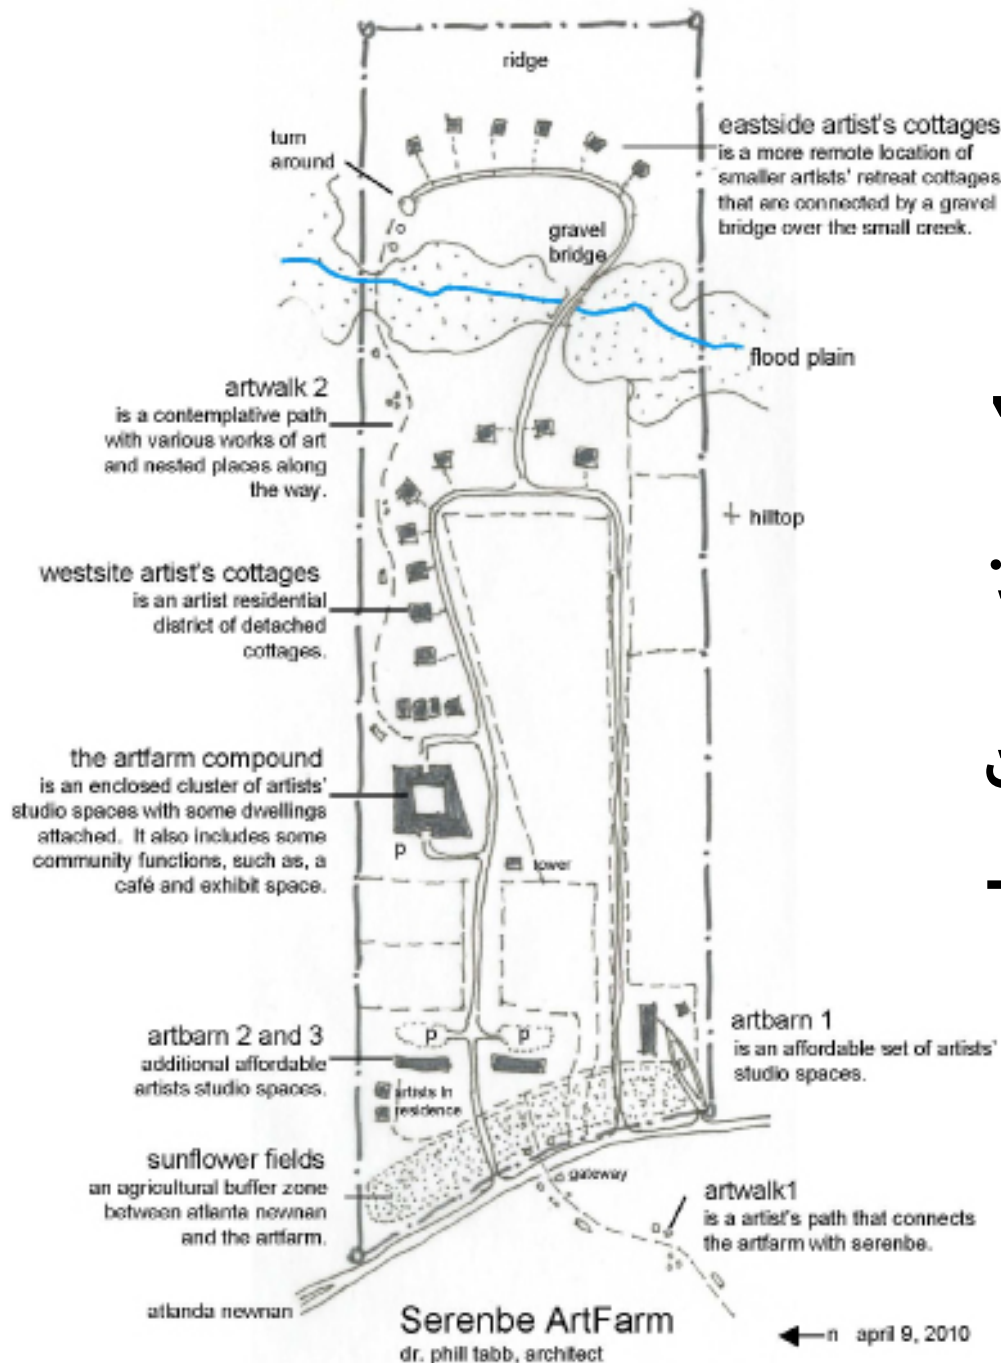 ridge
turn
around
eastside artist's cottages
is a more remote location of
smaller artists' retreat cottages
that are connected by a gravel
bridge over the small creek.
gravel
bridge
flood plain
artwalk 2
is a contemplative path
with various works of art
and nested places along
the way.
hilltop
westsite artist's cottages
is an artist residential
district of detached
cottages.
the artfarm compound
is an enclosed cluster of artists'
studio spaces with some dwellings
attached. It also includes some
community functions, such as, a
café and exhibit space.
p
tower
artbarn 2 and 3
additional affordable
artists studio spaces.
p
p
artbarn 1
is an affordable set of artists'
studio spaces.
artists in
residence
sunflower fields
an agricultural buffer zone
between atlanta newnan
and the artfarm.
gateway
artwalk1
is a artist's path that connects
the artfarm with serenbe.
atlanda newnan
Serenbe ArtFarm
dr. phill tabb, architect
n april 9, 2010